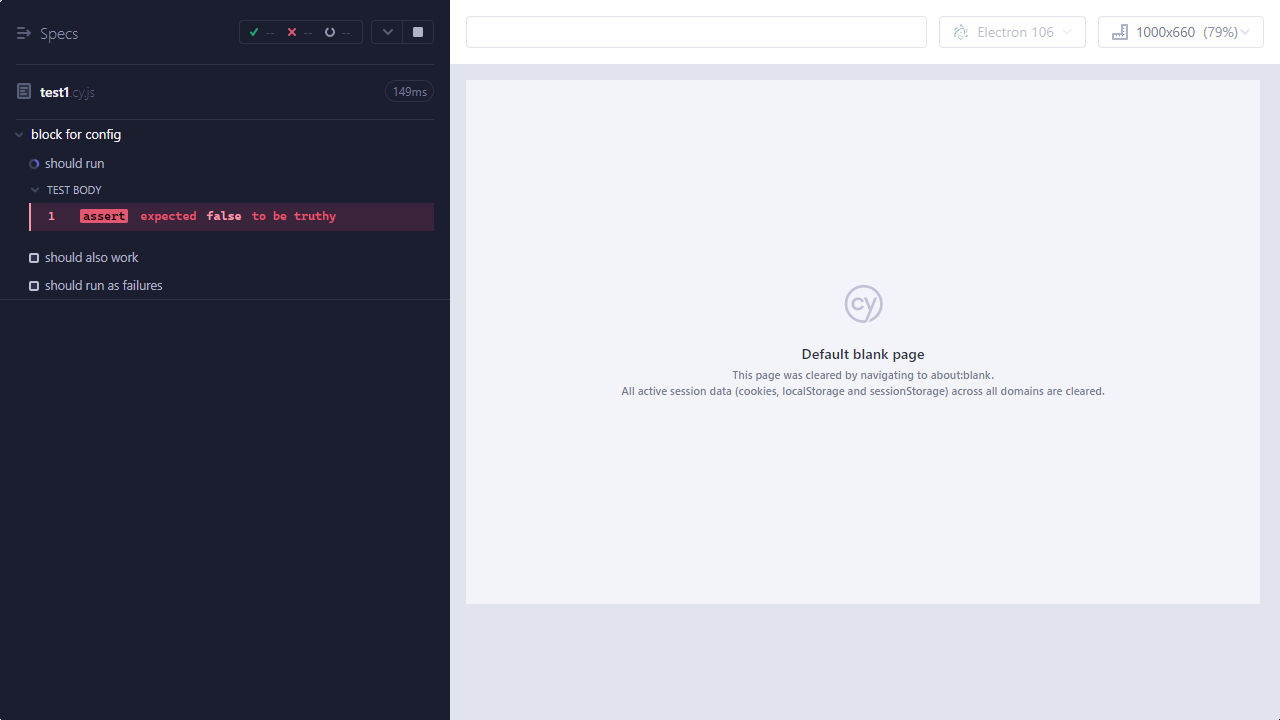 Specs
-- -- --
test1.cy.js
149ms
block for config
should run
TEST BODY
1 assert expected false to be truthy
should also work
should run as failures
Electron 106
1000x660 (79%)
cy
Default blank page
This page was cleared by navigating to about:blank.
All active session data (cookies, localStorage and sessionStorage) across all domains are cleared.